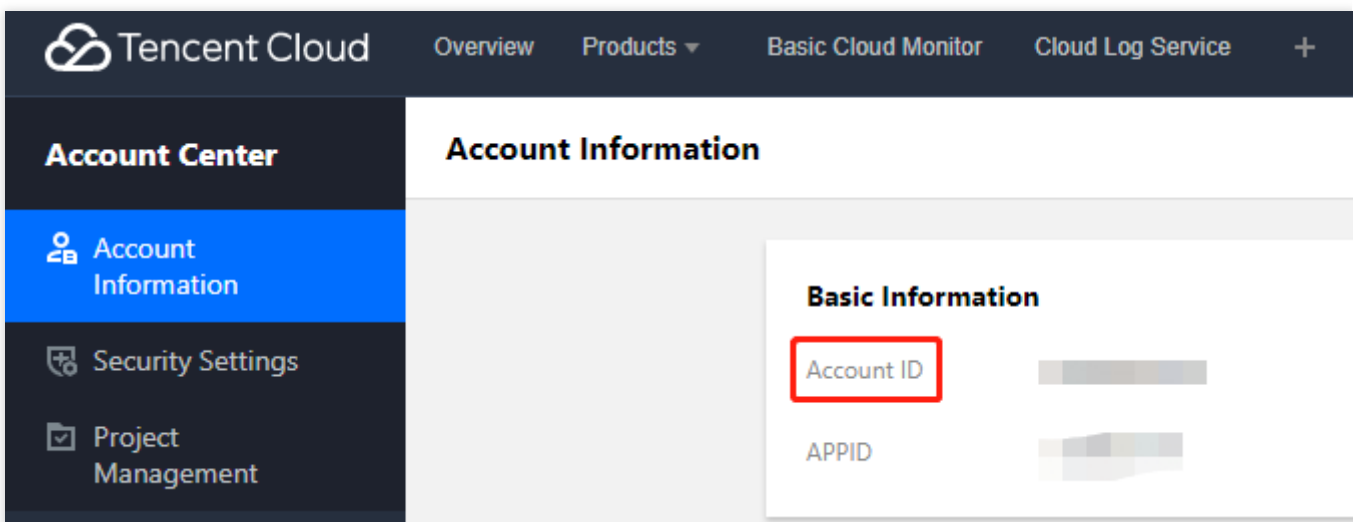 Tencent Cloud Overview Products Basic Cloud Monitor Cloud Log Service +
Account Center
Account Information
Account
Information
Security Settings
Project
Management
Basic Information
Account ID
APPID